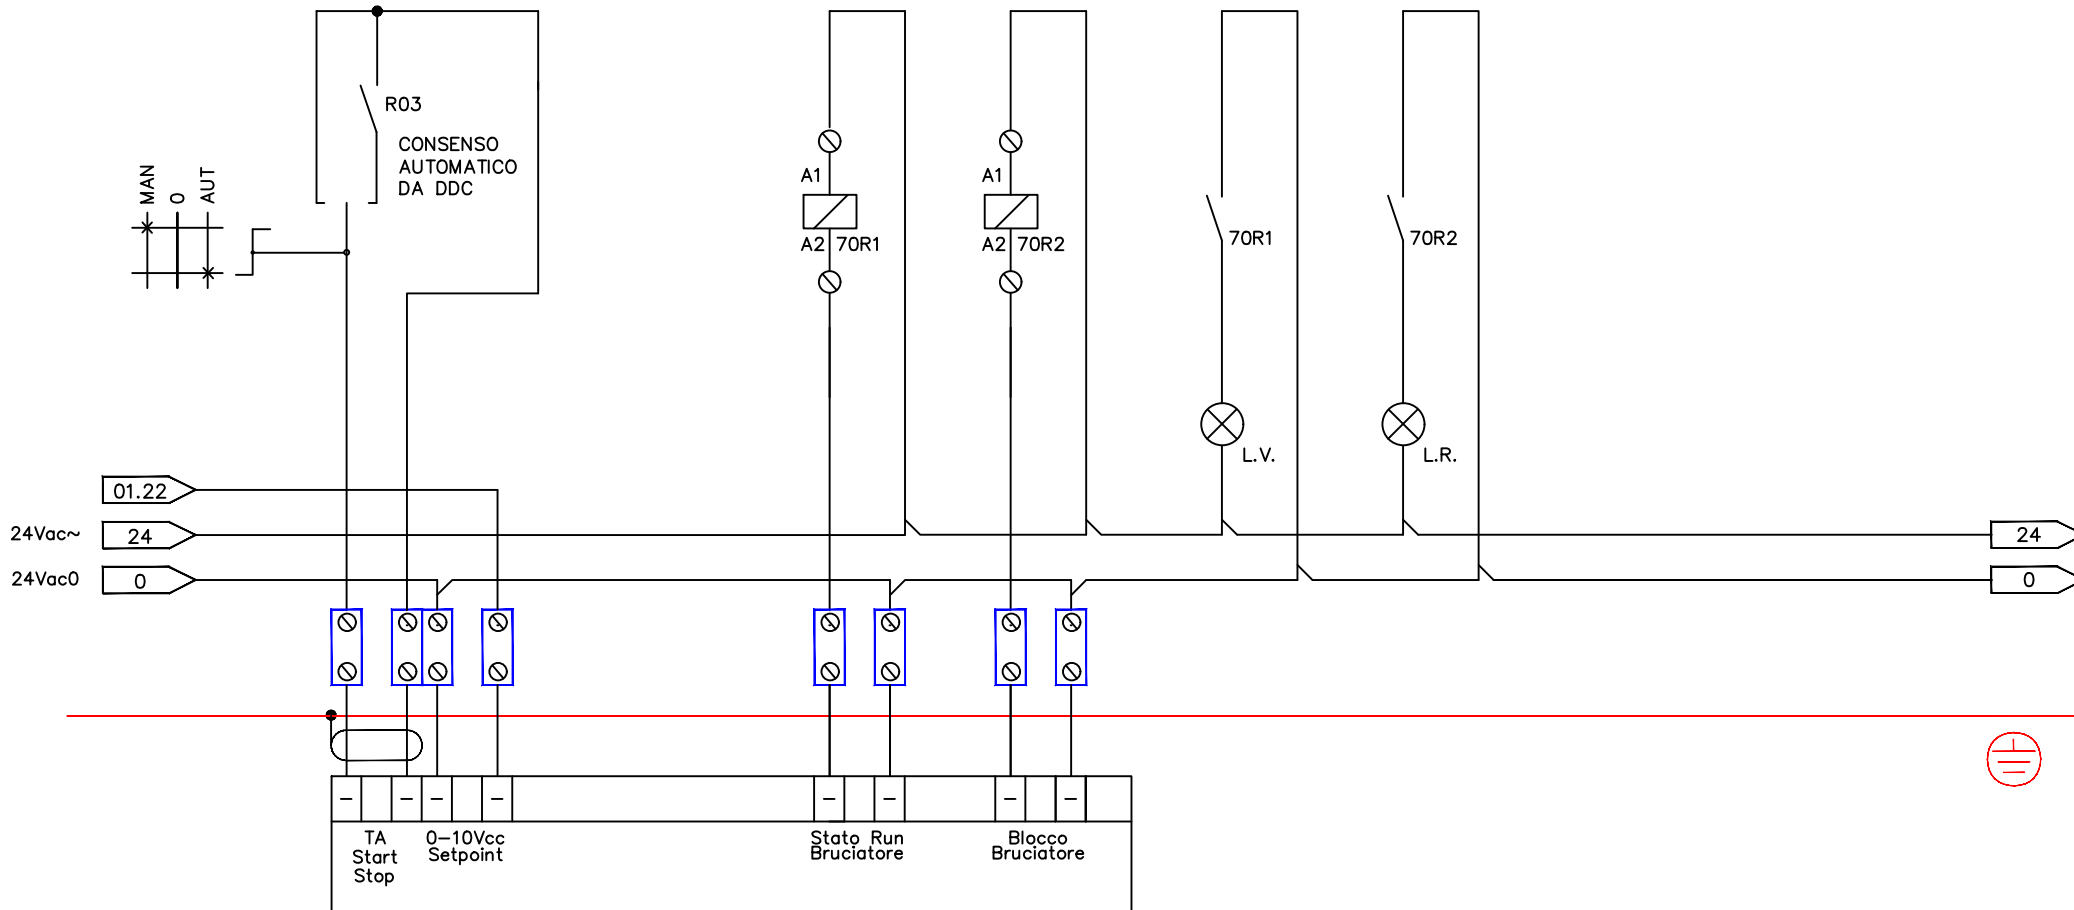 R03
CONSENSO
AUTOMATICO
DA DDC
MAN
0
AUT
A1
A2 70R1
A1
A2 70R2
70R1
70R2
L.V.
L.R.
01.22
24Vac~ 24
24
24Vac0 0
0
TA
Start
Stop
0-10Vcc
Setpoint
Stato Run
Bruciatore
Blocco
Bruciatore